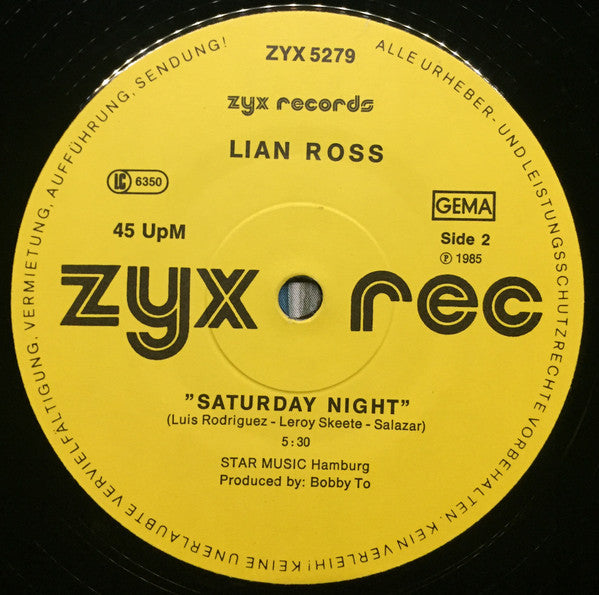 ZYX 5279
zyx records
LIAN ROSS
LC 6350
GEMA
45 UpM
Side 2
Ⓟ 1985
zyx rec
"SATURDAY NIGHT"
(Luis Rodriguez - Leroy Skeete - Salazar)
5:30
STAR MUSIC Hamburg
Produced by: Bobby To
ALLE URHEBER- UND LEISTUNGSSCHUTZRECHTE VORBEHALTEN. KEIN VERLEIH! KEINE UNERLAUBTE VERVIELFÄLTIGUNG. VERMIETUNG, AUFFÜHRUNG, SENDUNG!